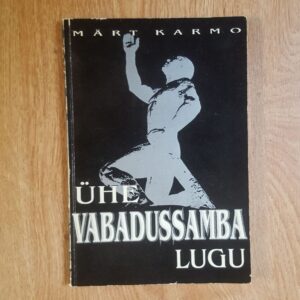 MÄRT KARMO
ÜHE
VABADUSSAMBA
LUGU